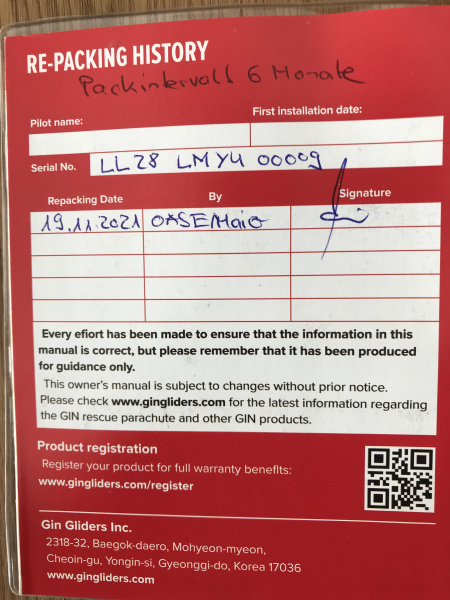 RE-PACKING HISTORY
Packintervall 6 Monate
Pilot name:
First installation date:
Serial No. LL28 LMYU 00009
Repacking Date By Signature
19.11.2021 OASE/Maio
Every efiort has been made to ensure that the information in this
manual is correct, but please remember that it has been produced
for guidance only.
This owner's manual is subject to changes without prior notice.
Please check www.gingliders.com for the latest information regarding
the GIN rescue parachute and other GIN products.
Product registration
Register your product for full warranty benefits:
www.gingliders.com/register
Gin Gliders Inc.
2318-32, Baegok-daero, Mohyeon-myeon,
Cheoin-gu, Yongin-si, Gyeonggi-do, Korea 17036
www.gingliders.com